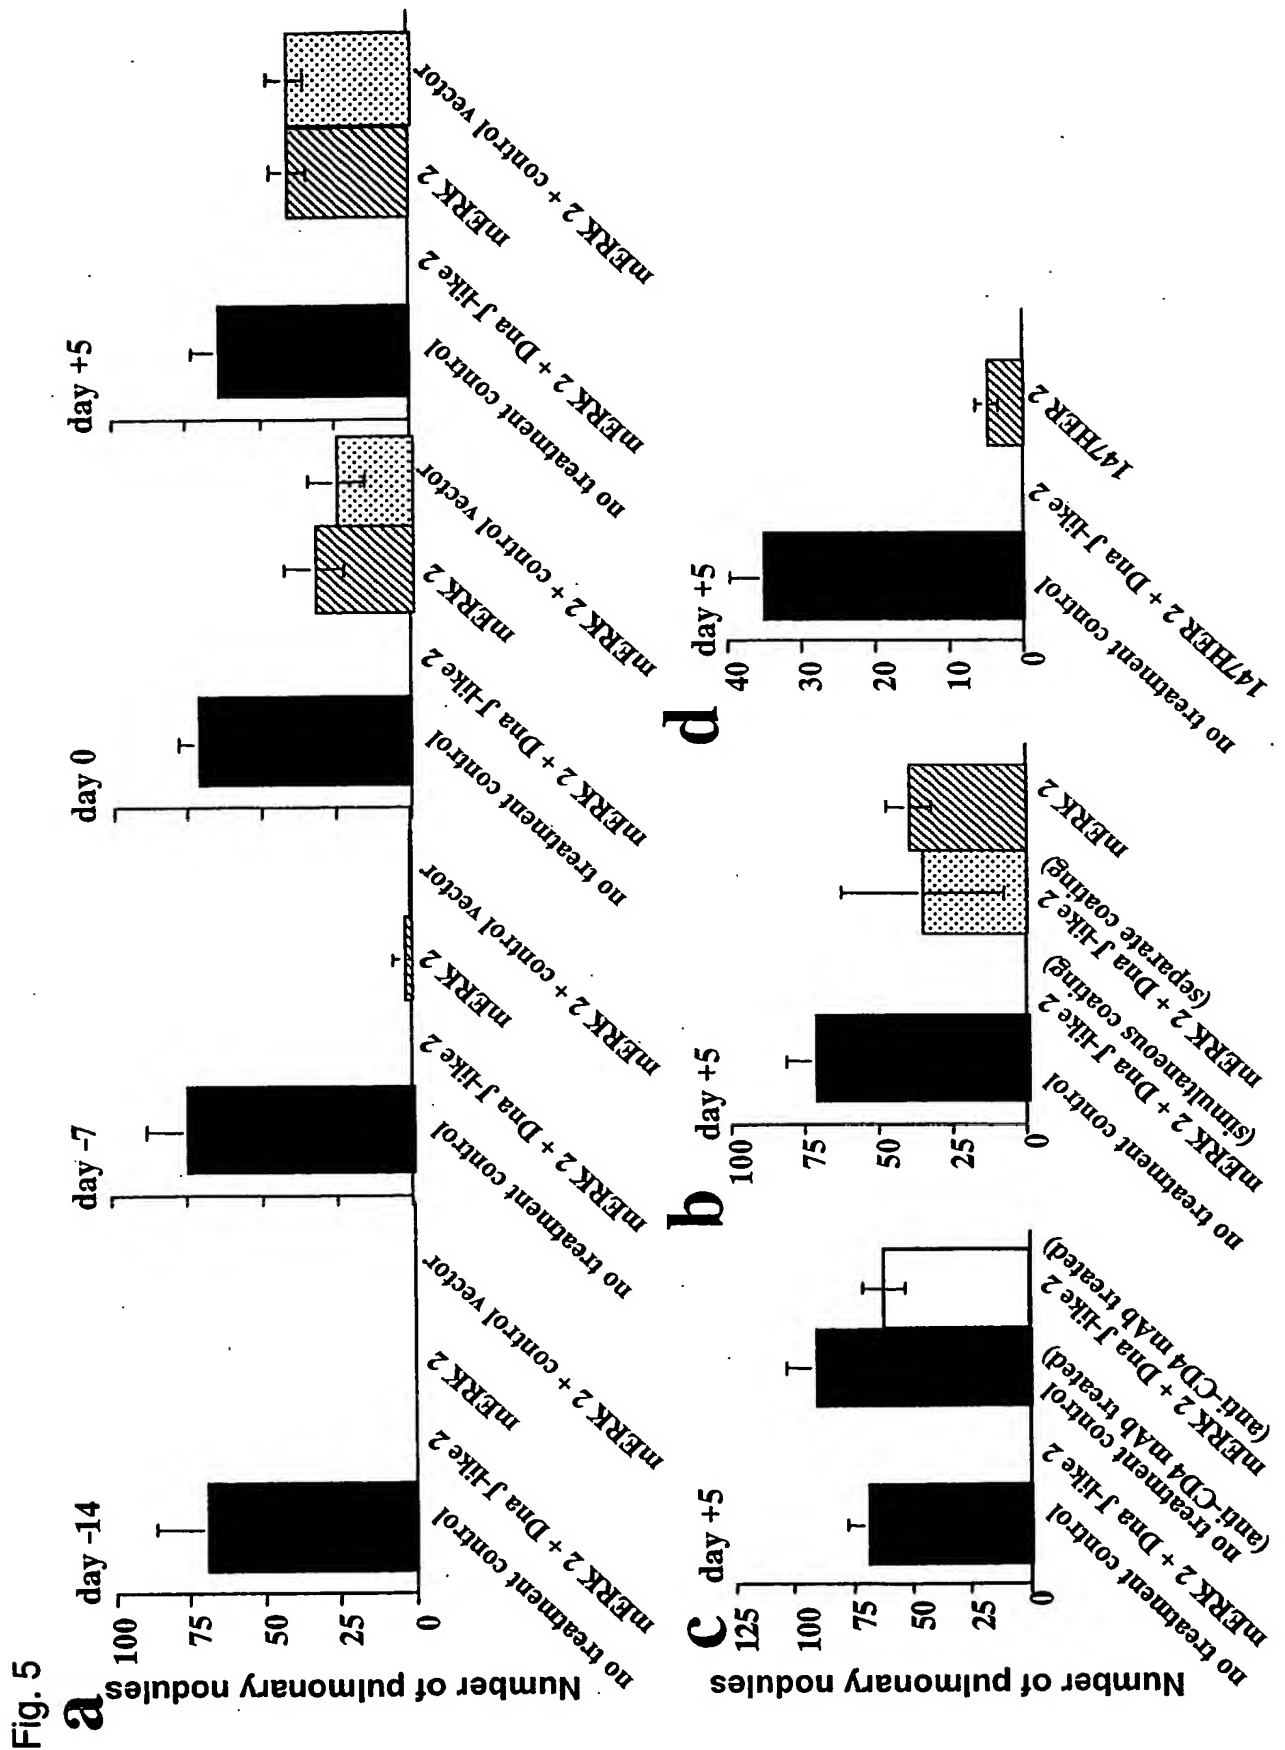 Fig. 5
a
Number of pulmonary nodules
day -14
100
75
50
25
0
no treatment control
mERK 2 + Dna J-like 2
mERK 2
mERK 2 + control vector
day -7
no treatment control
mERK 2 + Dna J-like 2
mERK 2
mERK 2 + control vector
day 0
no treatment control
mERK 2 + Dna J-like 2
mERK 2
mERK 2 + control vector
day +5
no treatment control
mERK 2 + Dna J-like 2
mERK 2
mERK 2 + control vector
c
Number of pulmonary nodules
day +5
125
100
75
50
25
0
no treatment control
mERK 2 + Dna J-like 2
no treatment control
(anti-CD4 mAb treated)
mERK 2 + Dna J-like 2
(anti-CD4 mAb treated)
b
day +5
100
75
50
25
0
no treatment control
mERK 2 + Dna J-like 2
(simultaneous coating)
mERK 2 + Dna J-like 2
(separate coating)
mERK 2
d
day +5
40
30
20
10
0
no treatment control
147HER 2 + Dna J-like 2
147HER 2